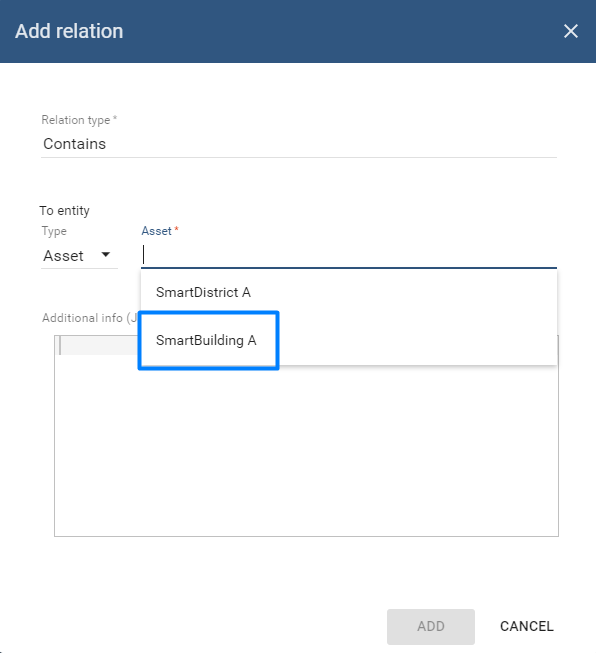 Add relation
Relation type *
Contains
To entity
Type
Asset *
Asset
SmartDistrict A
Additional info (J
SmartBuilding A
ADD
CANCEL